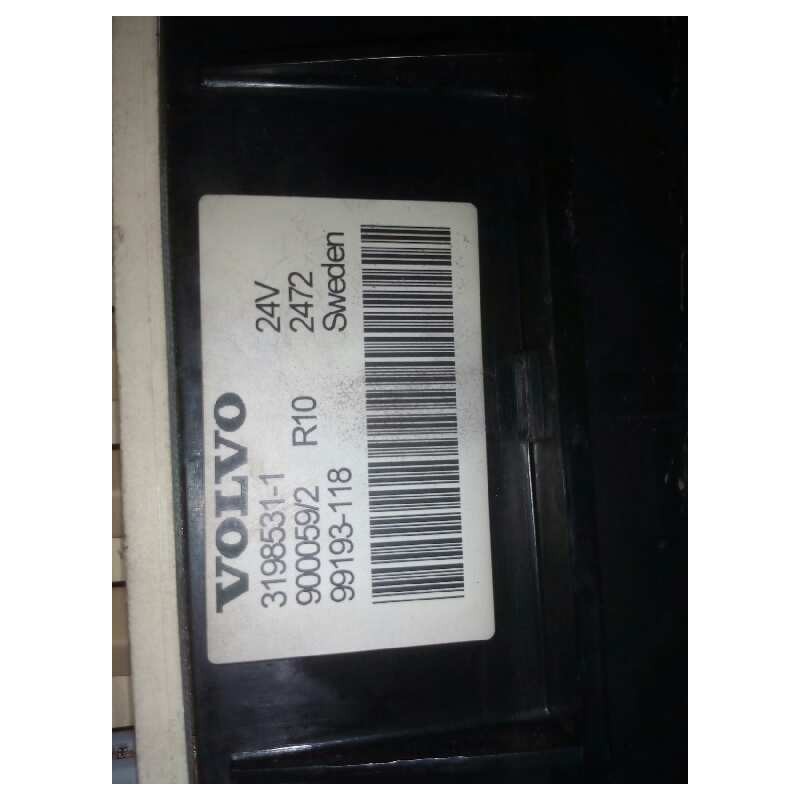 VOLVO
3198531-1 24V
900059/2 R10 2472
99193-118 Sweden